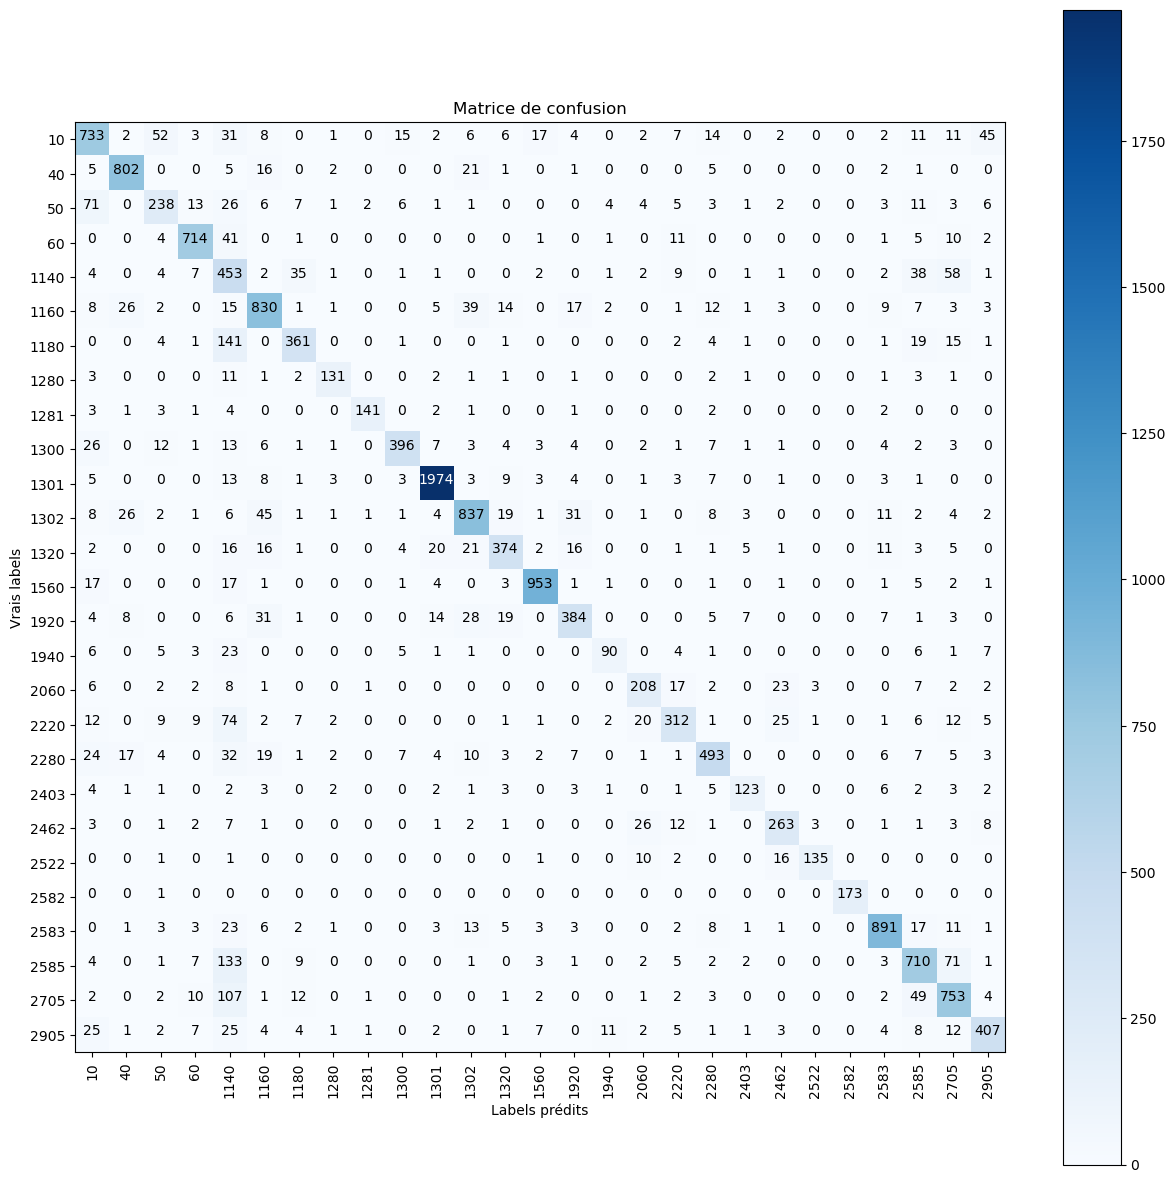 Matrice de confusion
10 733 2 52 3 31 8 0 1 0 15 2 6 6 17 4 0 2 7 14 0 2 0 0 2 11 11 45
40 5 802 0 0 5 16 0 2 0 0 0 21 1 0 1 0 0 0 5 0 0 0 0 2 1 0 0
50 71 0 238 13 26 6 7 1 2 6 1 1 0 0 0 4 4 5 3 1 2 0 0 3 11 3 6
60 0 0 4 714 41 0 1 0 0 0 0 0 0 1 0 1 0 11 0 0 0 0 0 1 5 10 2
1140 4 0 4 7 453 2 35 1 0 1 1 0 0 2 0 1 2 9 0 1 1 0 0 2 38 58 1
1160 8 26 2 0 15 830 1 1 0 0 5 39 14 0 17 2 0 1 12 1 3 0 0 9 7 3 3
1180 0 0 4 1 141 0 361 0 0 1 0 0 1 0 0 0 0 2 4 1 0 0 0 1 19 15 1
1280 3 0 0 0 11 1 2 131 0 0 2 1 1 0 1 0 0 0 2 1 0 0 0 1 3 1 0
1281 3 1 3 1 4 0 0 0 141 0 2 1 0 0 1 0 0 0 2 0 0 0 0 2 0 0 0
1300 26 0 12 1 13 6 1 1 0 396 7 3 4 3 4 0 2 1 7 1 1 0 0 4 2 3 0
1301 5 0 0 0 13 8 1 3 0 3 1974 3 9 3 4 0 1 3 7 0 1 0 0 3 1 0 0
1302 8 26 2 1 6 45 1 1 1 1 4 837 19 1 31 0 1 0 8 3 0 0 0 11 2 4 2
1320 2 0 0 0 16 16 1 0 0 4 20 21 374 2 16 0 0 1 1 5 1 0 0 11 3 5 0
1560 17 0 0 0 17 1 0 0 0 1 4 0 3 953 1 1 0 0 1 0 1 0 0 1 5 2 1
1920 4 8 0 0 6 31 1 0 0 0 14 28 19 0 384 0 0 0 5 7 0 0 0 7 1 3 0
1940 6 0 5 3 23 0 0 0 0 5 1 1 0 0 0 90 0 4 1 0 0 0 0 0 6 1 7
2060 6 0 2 2 8 1 0 0 1 0 0 0 0 0 0 0 208 17 2 0 23 3 0 0 7 2 2
2220 12 0 9 9 74 2 7 2 0 0 0 0 1 1 0 2 20 312 1 0 25 1 0 1 6 12 5
2280 24 17 4 0 32 19 1 2 0 7 4 10 3 2 7 0 1 1 493 0 0 0 0 6 7 5 3
2403 4 1 1 0 2 3 0 2 0 0 2 1 3 0 3 1 0 1 5 123 0 0 0 6 2 3 2
2462 3 0 1 2 7 1 0 0 0 0 1 2 1 0 0 0 26 12 1 0 263 3 0 1 1 3 8
2522 0 0 1 0 1 0 0 0 0 0 0 0 0 1 0 0 10 2 0 0 16 135 0 0 0 0 0
2582 0 0 1 0 0 0 0 0 0 0 0 0 0 0 0 0 0 0 0 0 0 0 173 0 0 0 0
2583 0 1 3 3 23 6 2 1 0 0 3 13 5 3 3 0 0 2 8 1 1 0 0 891 17 11 1
2585 4 0 1 7 133 0 9 0 0 0 1 0 1 3 1 0 2 5 2 2 0 0 0 3 710 71 1
2705 2 0 2 10 107 1 12 0 1 0 0 0 1 2 0 0 1 2 3 0 0 0 0 2 49 753 4
2905 25 1 2 7 25 4 4 1 1 0 2 0 1 7 0 11 2 5 1 1 3 0 0 4 8 12 407
10 40 50 60 1140 1160 1180 1280 1281 1300 1301 1302 1320 1560 1920 1940 2060 2220 2280 2403 2462 2522 2582 2583 2585 2705 2905
Labels prédits
Vrais labels
1750
1500
1250
1000
750
500
250
0